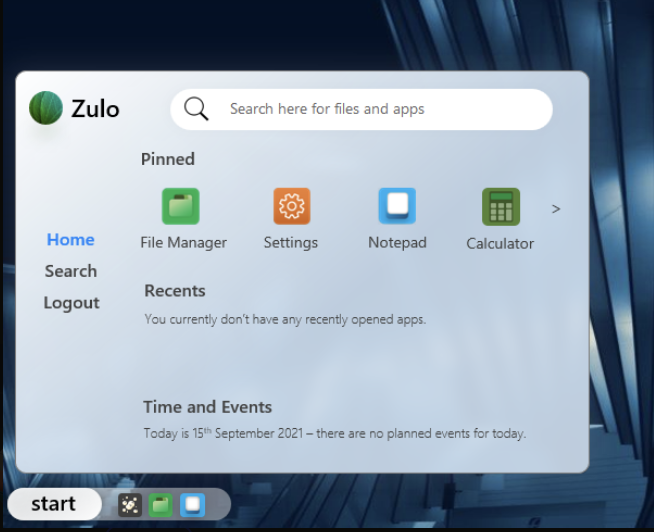 Zulo
Search here for files and apps
Pinned
File Manager
Settings
Notepad
Calculator
>
Home
Search
Logout
Recents
You currently don’t have any recently opened apps.
Time and Events
Today is 15th September 2021 – there are no planned events for today.
start